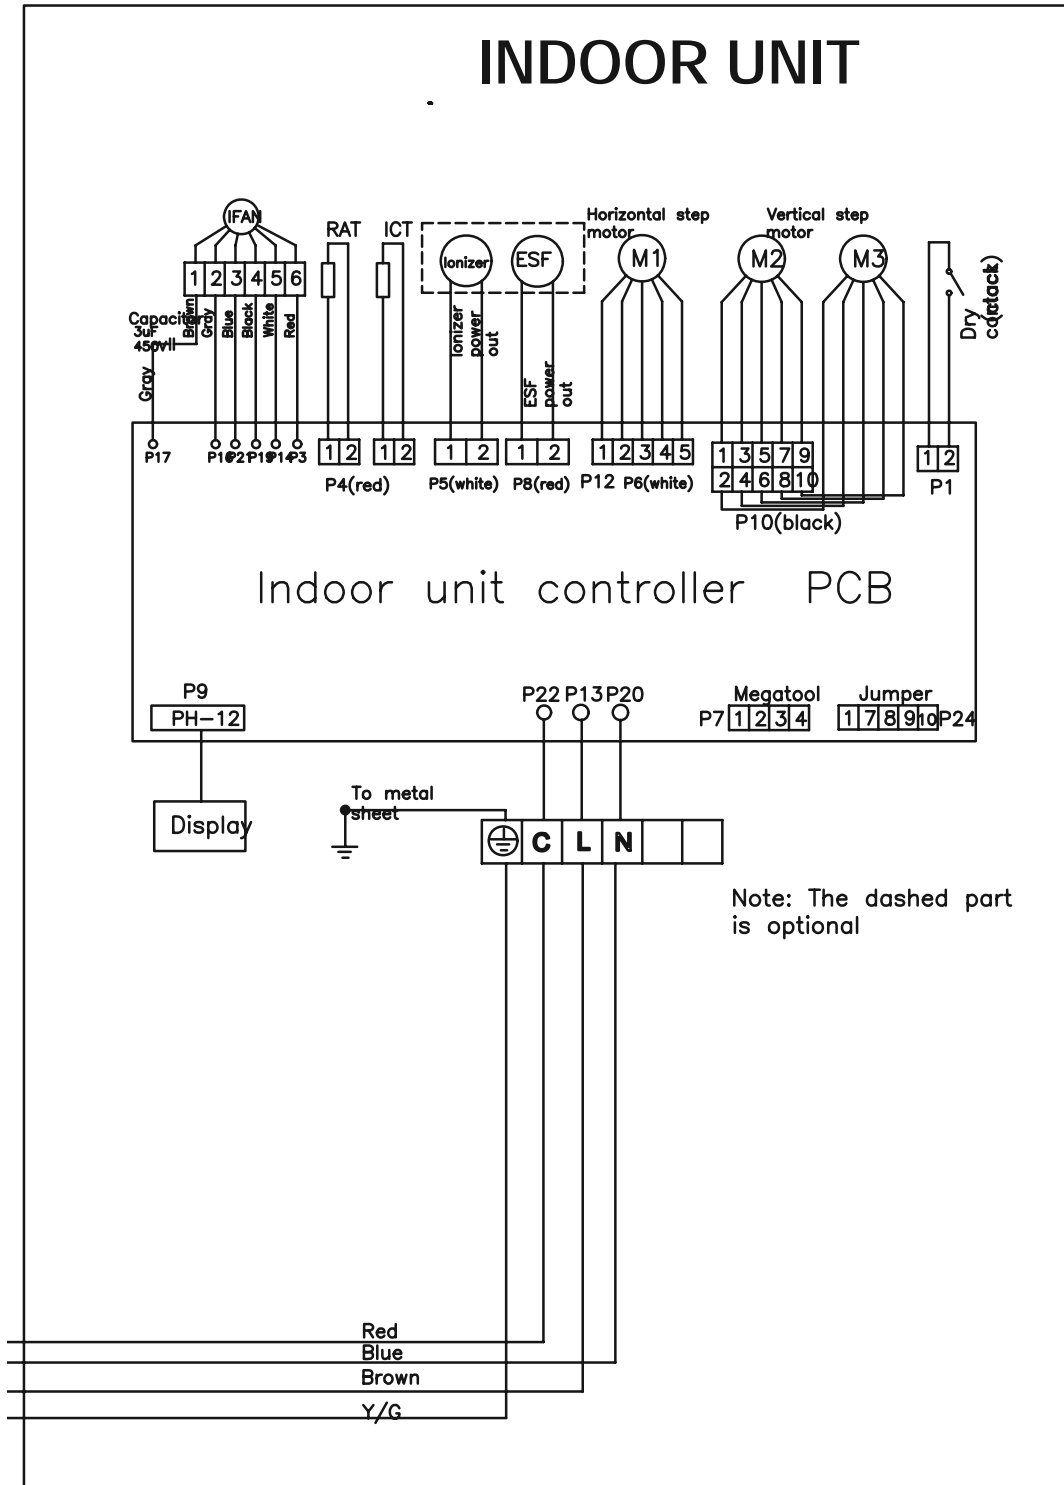 INDOOR UNIT
IFAN
RAT
ICT
Ionizer
ESF
Horizontal step
motor
M1
Vertical step
motor
M2
M3
1 2 3 4 5 6
Brown
Gray
Blue
Black
White
Red
Capacitor
3uF
450V
Gray
Ionizer
power
out
ESF
power
out
Dry
P17
P16 P21 P19 P14 P3
1 2
P4(red)
1 2
1 2
P5(white)
1 2
P8(red)
1 2 3 4 5
P12 P6(white)
1 3 5 7 9
2 4 6 8 10
P10(black)
1 2
P1
Indoor unit controller PCB
P9
PH-12
P22 P13 P20
Megatool
P7 1 2 3 4
Jumper
1 7 8 9 10 P24
Display
To metal
sheet
C L N
Note: The dashed part
is optional
Red
Blue
Brown
Y/G